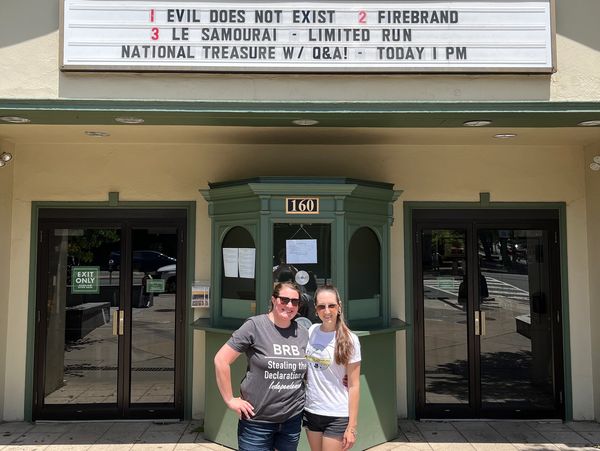 1 EVIL DOES NOT EXIST 2 FIREBRAND
3 LE SAMOURAI - LIMITED RUN
NATIONAL TREASURE W/ Q&A! - TODAY 1 PM
160
EXIT
ONLY
BRB
Stealing the
Declaration of
Independence